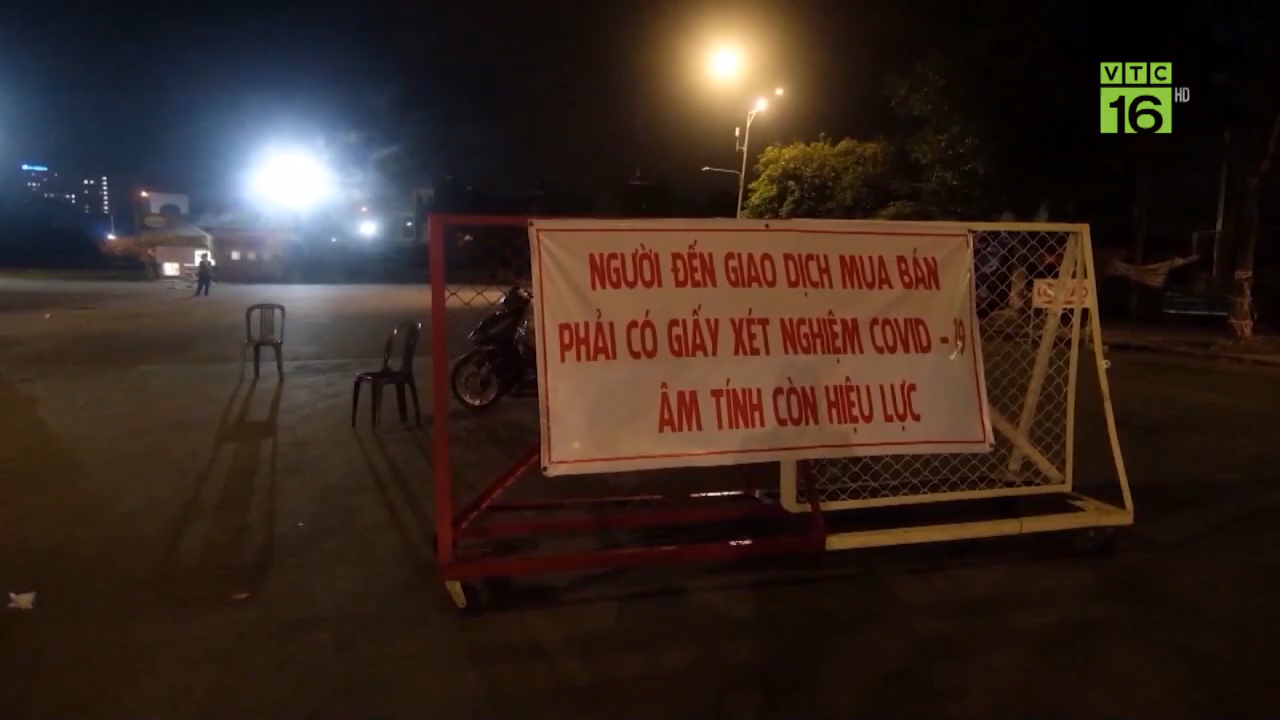 VTC
16 HD
NGƯỜI ĐẾN GIAO DỊCH MUA BÁN
PHẢI CÓ GIẤY XÉT NGHIỆM COVID - 19
ÂM TÍNH CÒN HIỆU LỰC